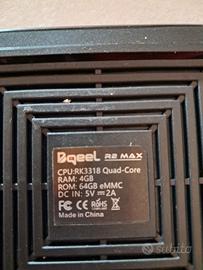 Bqeel R2 MAX
CPU:RK3318 Quad-Core
RAM: 4GB
ROM: 64GB eMMC
DC IN: 5V⎓2A
CE RoHS
Made in China
subito